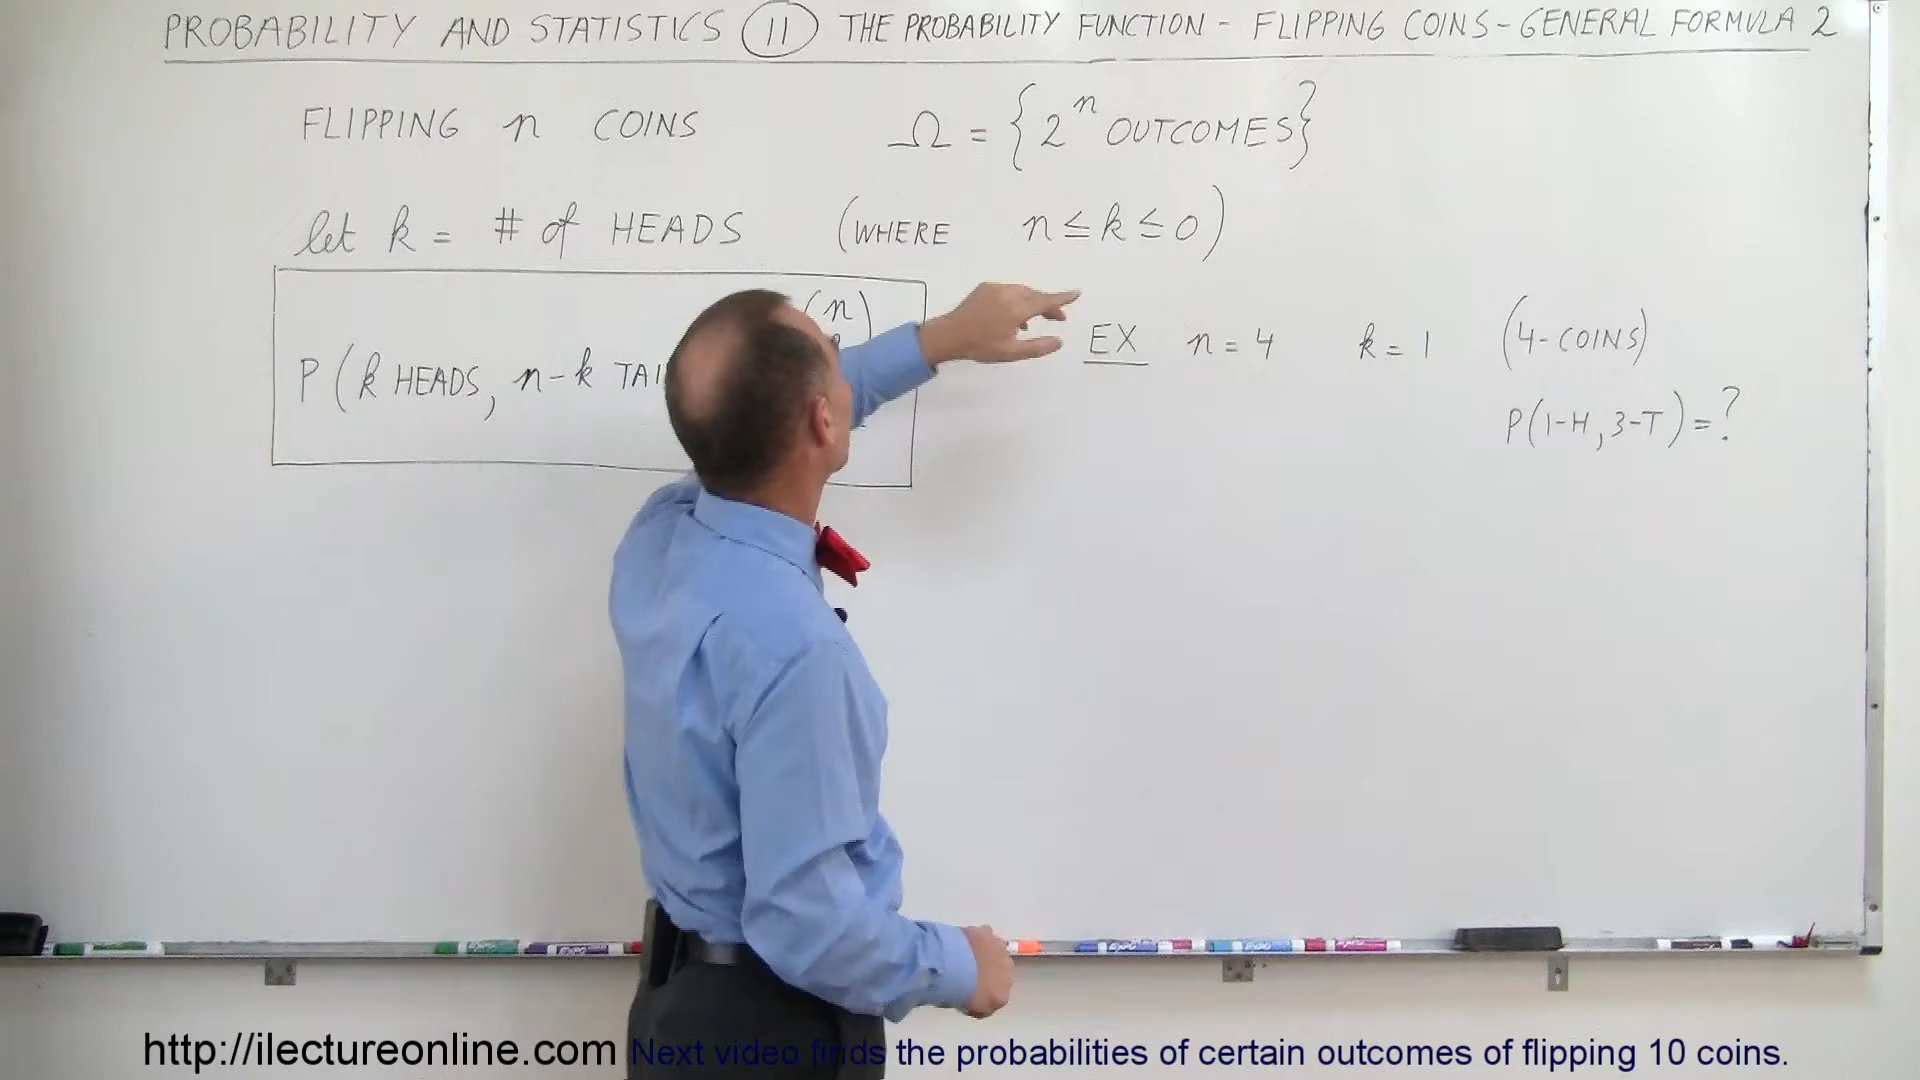 PROBABILITY AND STATISTICS 11 THE PROBABILITY FUNCTION - FLIPPING COINS - GENERAL FORMULA 2
FLIPPING n COINS Ω = {2ⁿ OUTCOMES}
let k = # of HEADS (WHERE n ≤ k ≤ 0)
(n
P(k HEADS, n-k TAI
EX n = 4 k = 1 (4-COINS)
P(1-H, 3-T) = ?
http://ilectureonline.com Next video finds the probabilities of certain outcomes of flipping 10 coins.